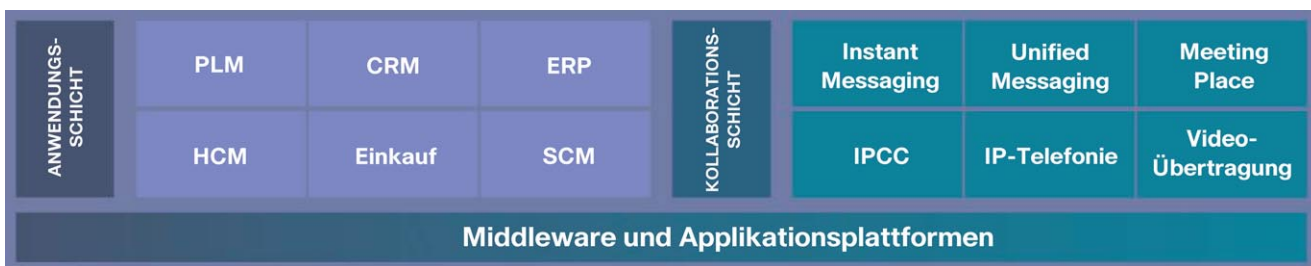 ANWENDUNGS-
SCHICHT
PLM
CRM
ERP
HCM
Einkauf
SCM
KOLLABORATIONS-
SCHICHT
Instant
Messaging
Unified
Messaging
Meeting
Place
IPCC
IP-Telefonie
Video-
Übertragung
Middleware und Applikationsplattformen